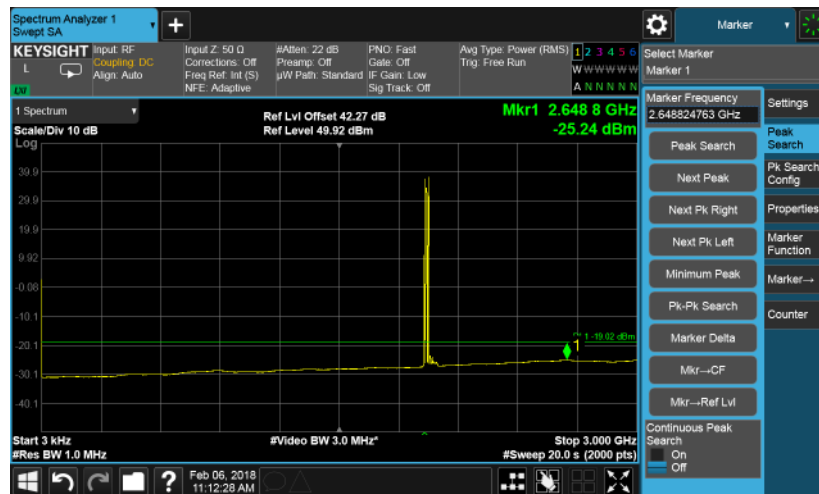 Spectrum Analyzer 1
Swept SA
+
Marker
KEYSIGHT
L
LXI
Input: RF
Coupling: DC
Align: Auto
Input Z: 50 Ω
Corrections: Off
Freq Ref: Int (S)
NFE: Adaptive
#Atten: 22 dB
Preamp: Off
µW Path: Standard
PNO: Fast
Gate: Off
IF Gain: Low
Sig Track: Off
Avg Type: Power (RMS)
Trig: Free Run
1 2 3 4 5 6
W W W W W W
A N N N N N
Select Marker
Marker 1
1 Spectrum
Scale/Div 10 dB
Log
Ref Lvl Offset 42.27 dB
Ref Level 49.92 dBm
Mkr1 2.648 8 GHz
-25.24 dBm
39.9
29.9
19.9
9.92
-0.08
-10.1
-20.1
-30.1
-40.1
1 -19.02 dBm
1
Start 3 kHz
#Res BW 1.0 MHz
#Video BW 3.0 MHz*
Stop 3.000 GHz
#Sweep 20.0 s (2000 pts)
Marker Frequency
2.648824763 GHz
Peak Search
Next Peak
Next Pk Right
Next Pk Left
Minimum Peak
Pk-Pk Search
Marker Delta
Mkr→CF
Mkr→Ref Lvl
Continuous Peak
Search
On
Off
Settings
Peak
Search
Pk Search
Config
Properties
Marker
Function
Marker→
Counter
?
Feb 06, 2018
11:12:28 AM